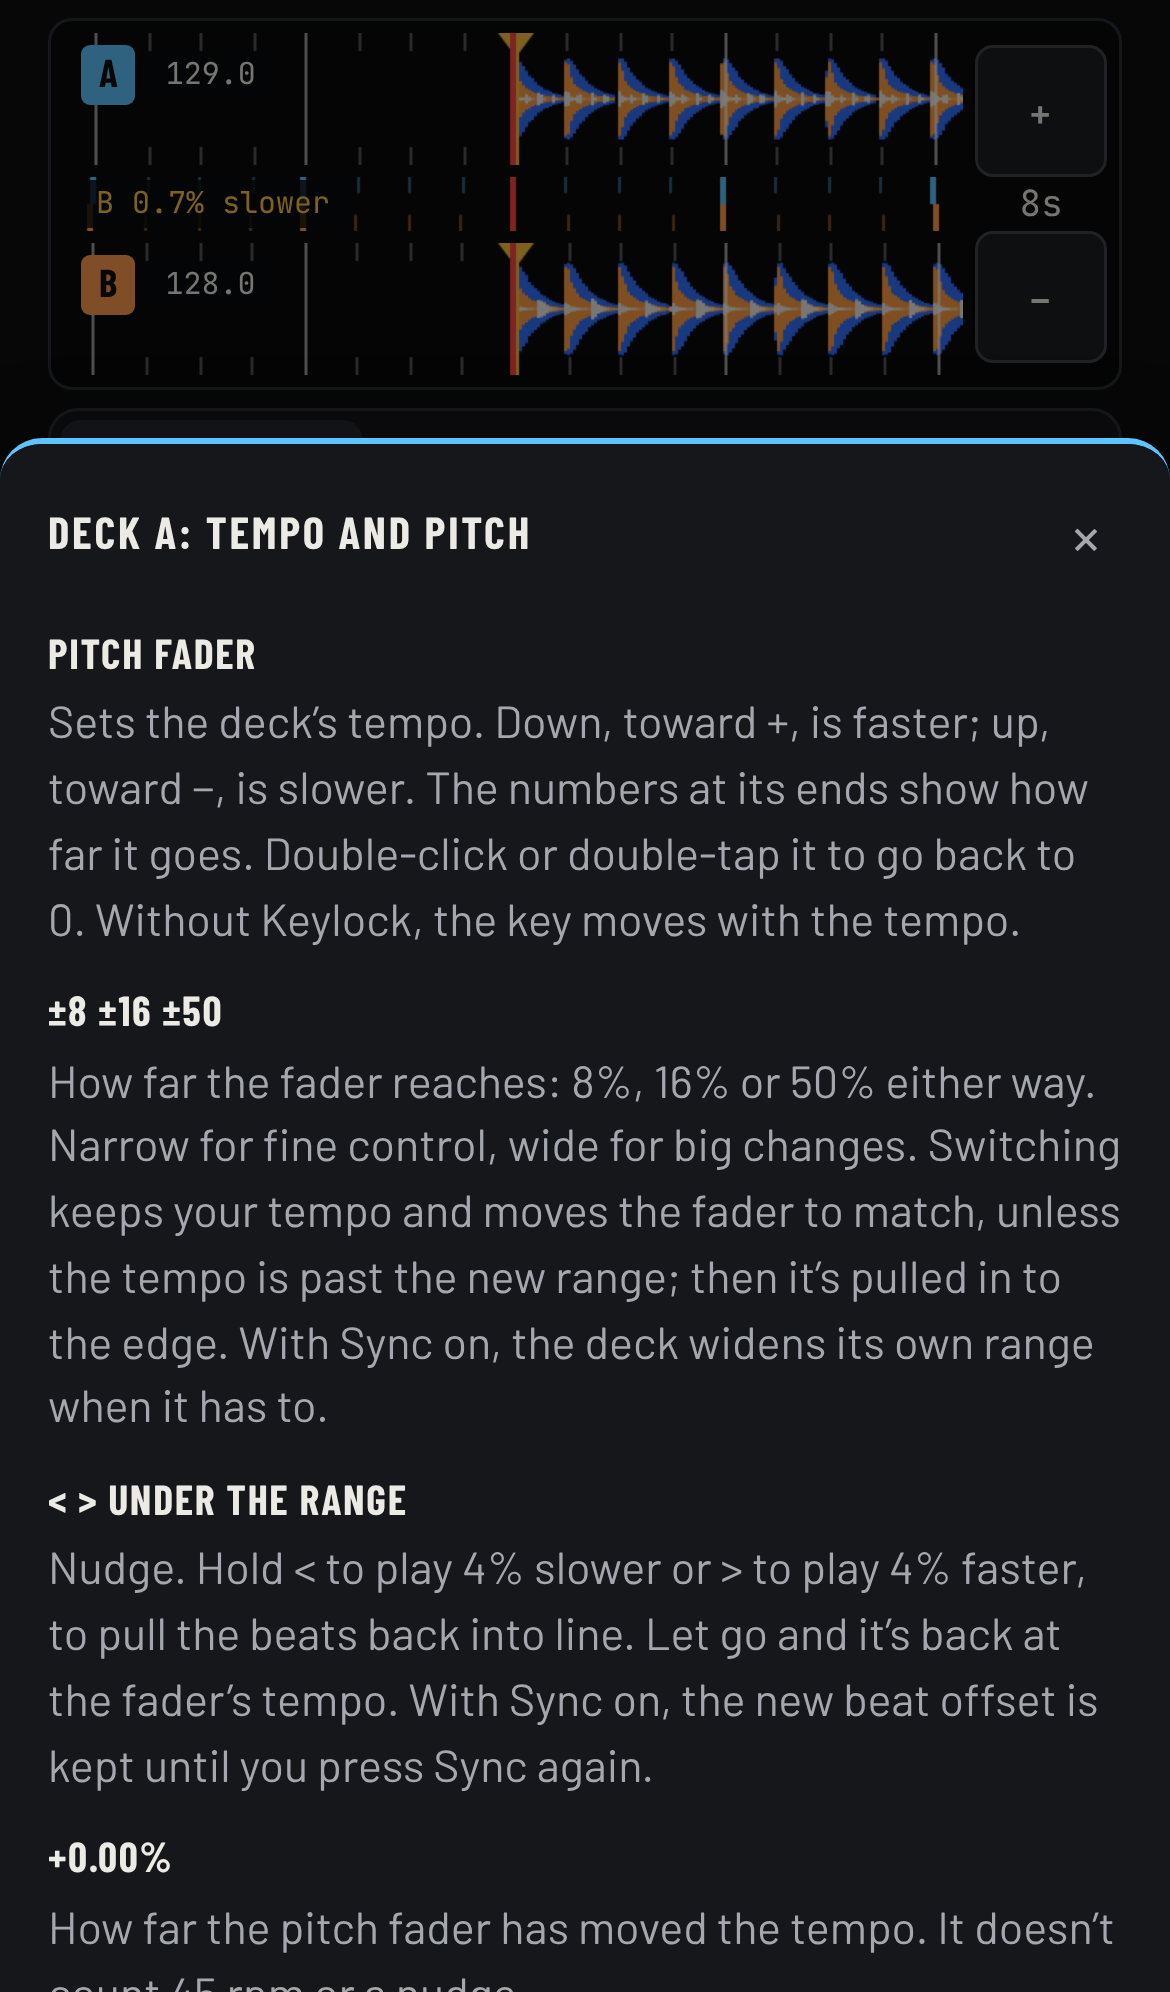 A 129.0
+
B 0.7% slower
8s
B 128.0
−
DECK A: TEMPO AND PITCH
×
PITCH FADER
Sets the deck’s tempo. Down, toward +, is faster; up,
toward −, is slower. The numbers at its ends show how
far it goes. Double-click or double-tap it to go back to
0. Without Keylock, the key moves with the tempo.
±8 ±16 ±50
How far the fader reaches: 8%, 16% or 50% either way.
Narrow for fine control, wide for big changes. Switching
keeps your tempo and moves the fader to match, unless
the tempo is past the new range; then it’s pulled in to
the edge. With Sync on, the deck widens its own range
when it has to.
< > UNDER THE RANGE
Nudge. Hold < to play 4% slower or > to play 4% faster,
to pull the beats back into line. Let go and it’s back at
the fader’s tempo. With Sync on, the new beat offset is
kept until you press Sync again.
+0.00%
How far the pitch fader has moved the tempo. It doesn’t
count 45 rpm or a nudge.